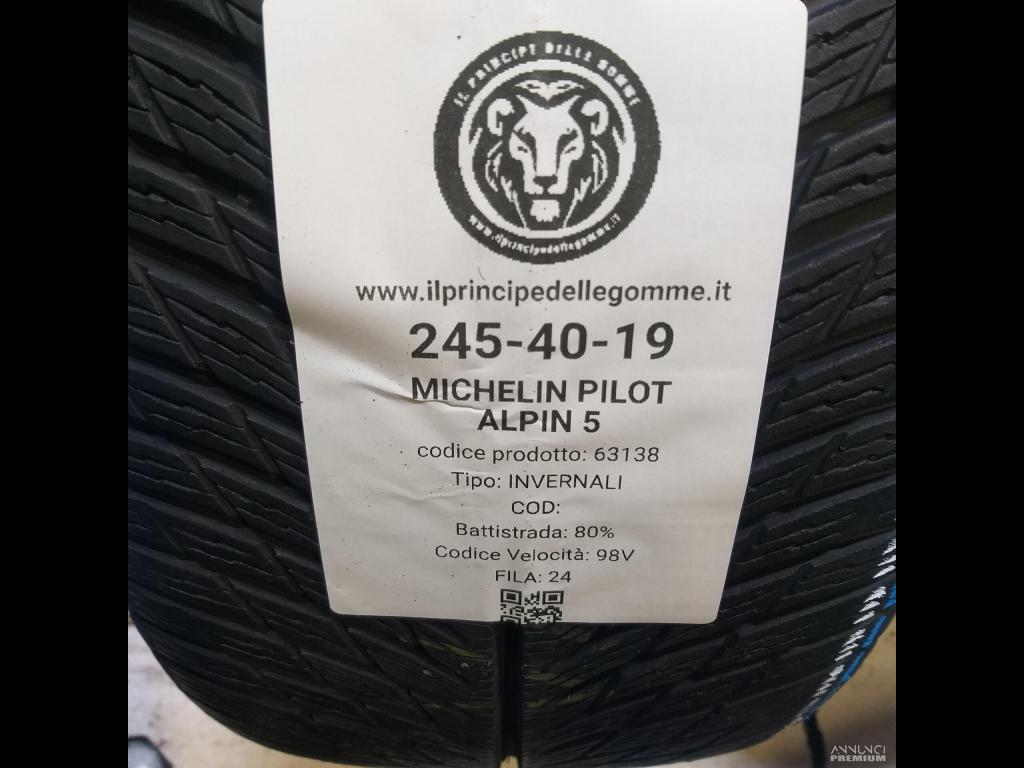 IL PRINCIPE DELLE GOMME
www.ilprincipedellegomme.it
www.ilprincipedellegomme.it
245-40-19
MICHELIN PILOT
ALPIN 5
codice prodotto: 63138
Tipo: INVERNALI
COD:
Battistrada: 80%
Codice Velocità: 98V
FILA: 24
ANNUNCI
PREMIUM